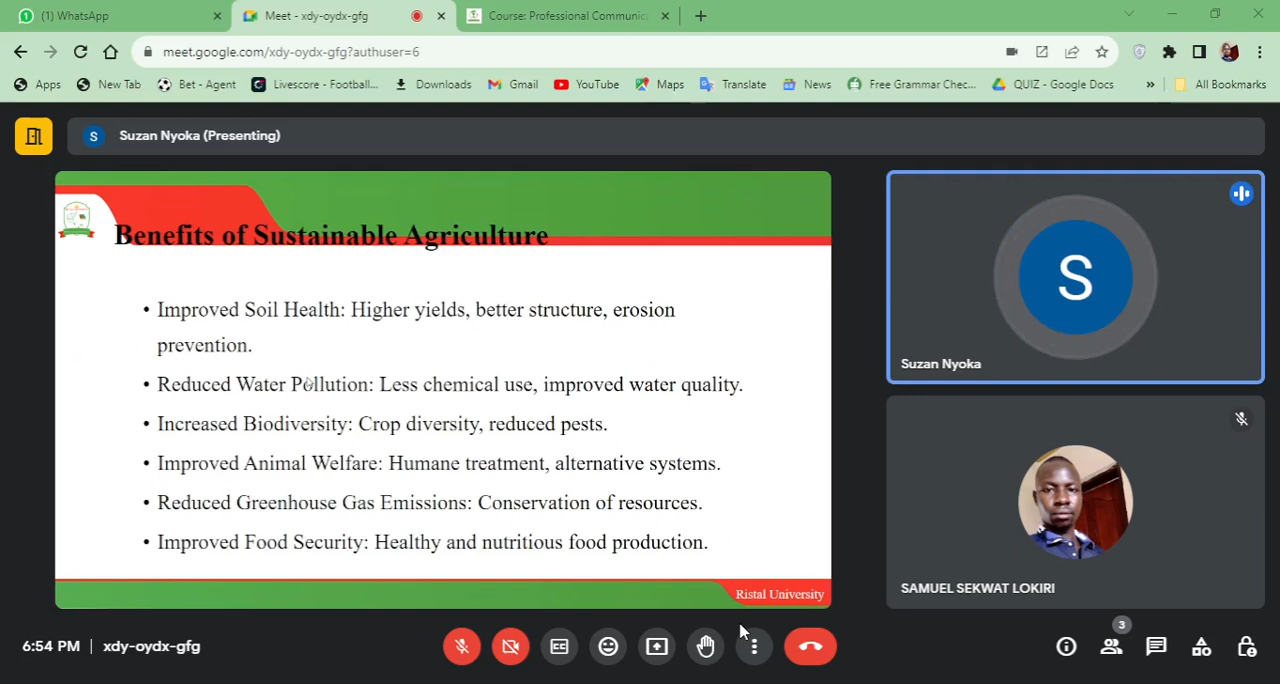 (1) WhatsApp
Meet - xdy-oydx-gfg
Course: Professional Communic
meet.google.com/xdy-oydx-gfg?authuser=6
Apps
New Tab
Bet - Agent
Livescore - Football...
Downloads
Gmail
YouTube
Maps
Translate
News
Free Grammar Chec...
QUIZ - Google Docs
»
All Bookmarks
S
Suzan Nyoka (Presenting)
Benefits of Sustainable Agriculture
• Improved Soil Health: Higher yields, better structure, erosion
prevention.
• Reduced Water Pollution: Less chemical use, improved water quality.
• Increased Biodiversity: Crop diversity, reduced pests.
• Improved Animal Welfare: Humane treatment, alternative systems.
• Reduced Greenhouse Gas Emissions: Conservation of resources.
• Improved Food Security: Healthy and nutritious food production.
Ristal University
S
Suzan Nyoka
SAMUEL SEKWAT LOKIRI
6:54 PM | xdy-oydx-gfg
3